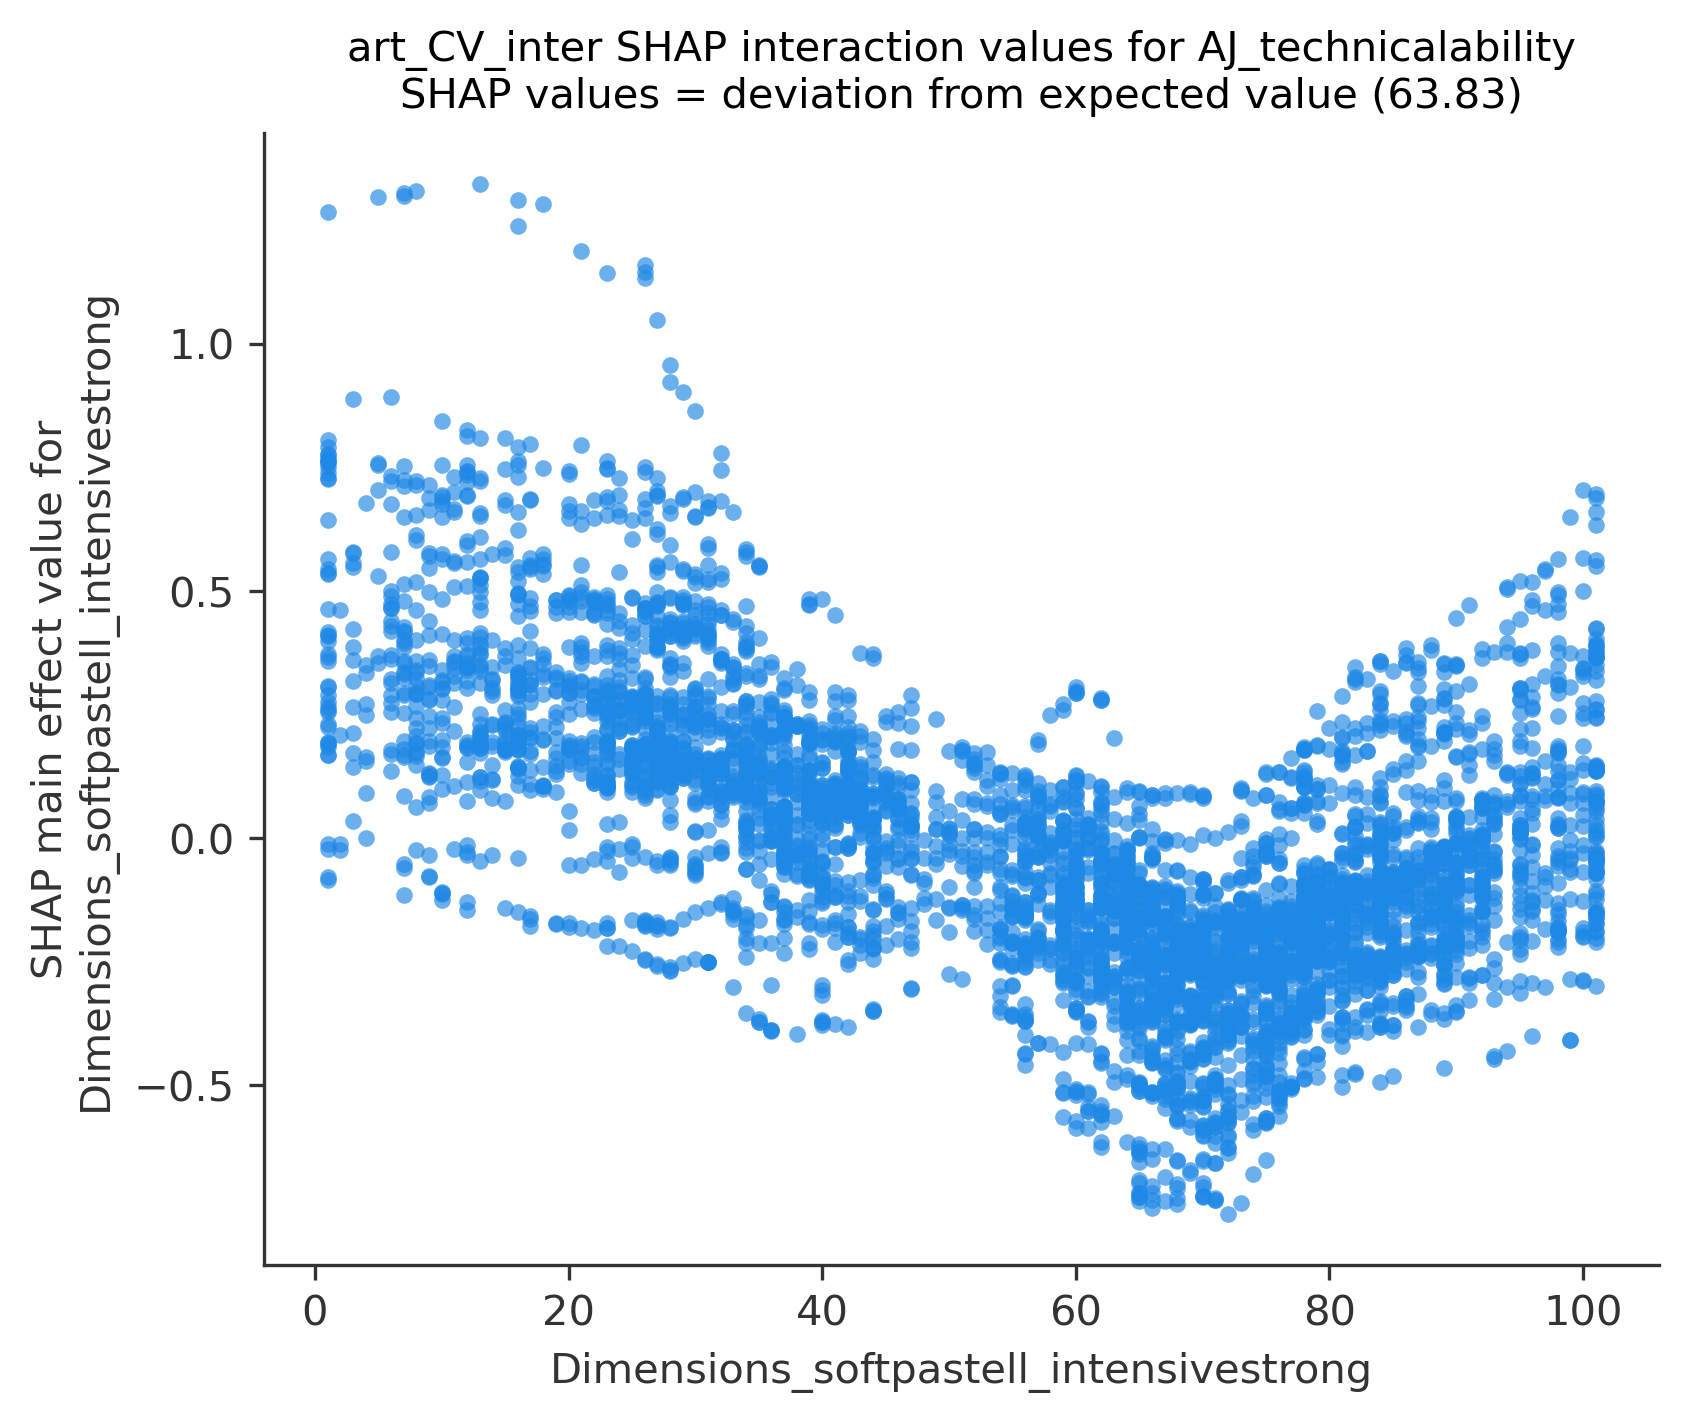 art_CV_inter SHAP interaction values for AJ_technicalability
SHAP values = deviation from expected value (63.83)
SHAP main effect value for
Dimensions_softpastell_intensivestrong
1.0
0.5
0.0
−0.5
0
20
40
60
80
100
Dimensions_softpastell_intensivestrong